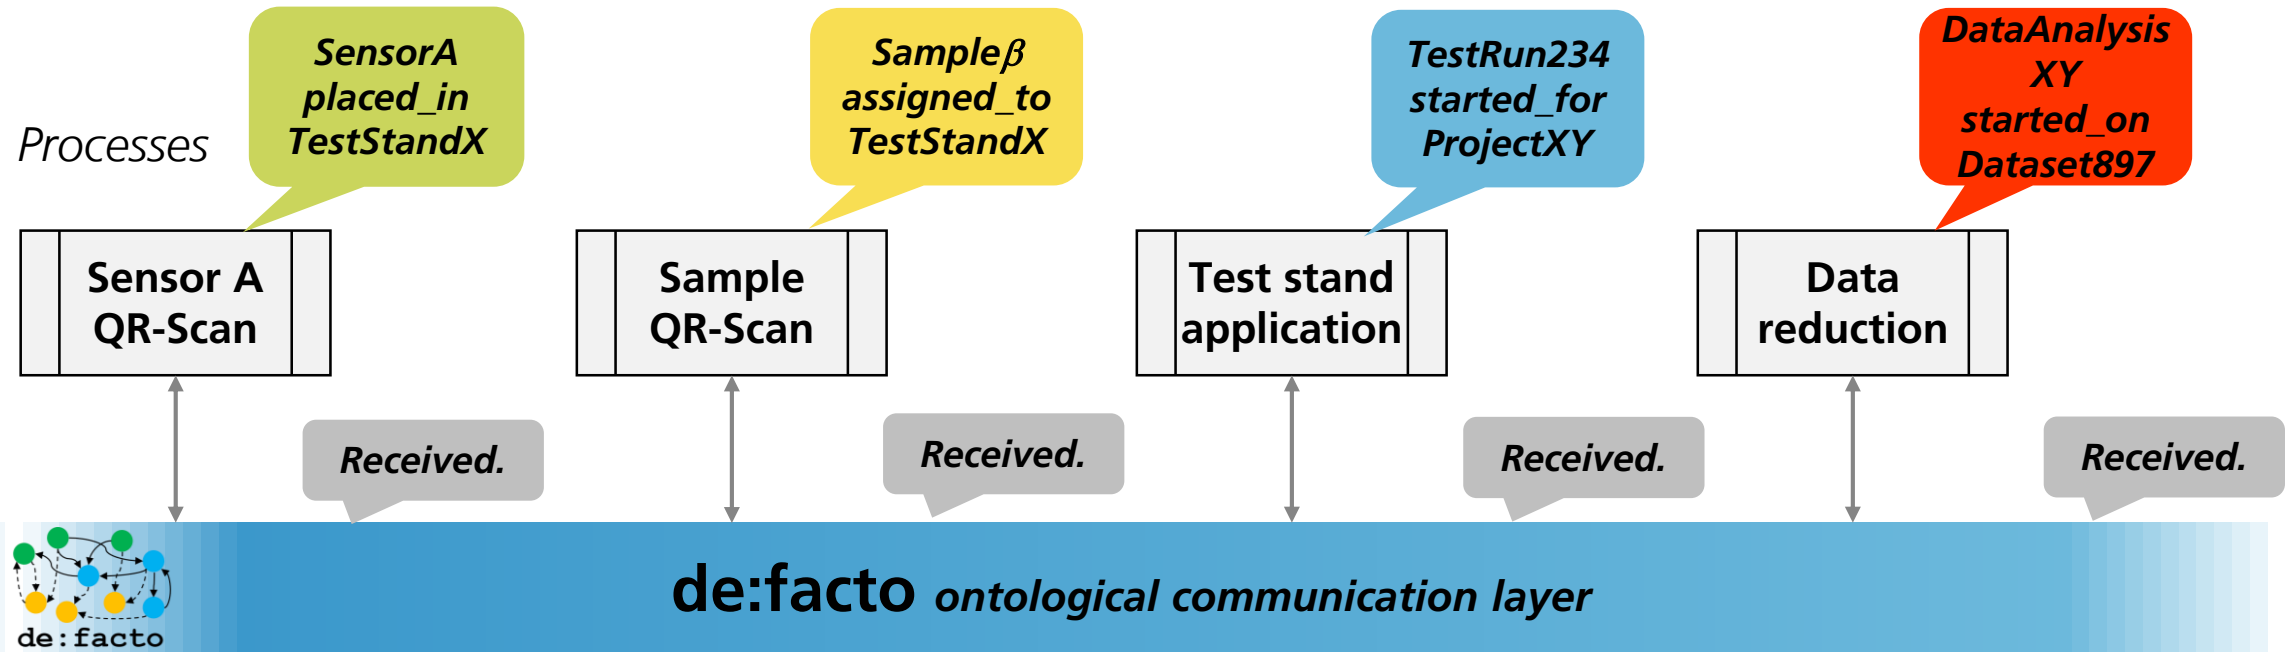 Processes
SensorA
placed_in
TestStandX
Sampleβ
assigned_to
TestStandX
TestRun234
started_for
ProjectXY
DataAnalysis
XY
started_on
Dataset897
Sensor A
QR-Scan
Sample
QR-Scan
Test stand
application
Data
reduction
Received.
Received.
Received.
Received.
de:facto
de:facto ontological communication layer